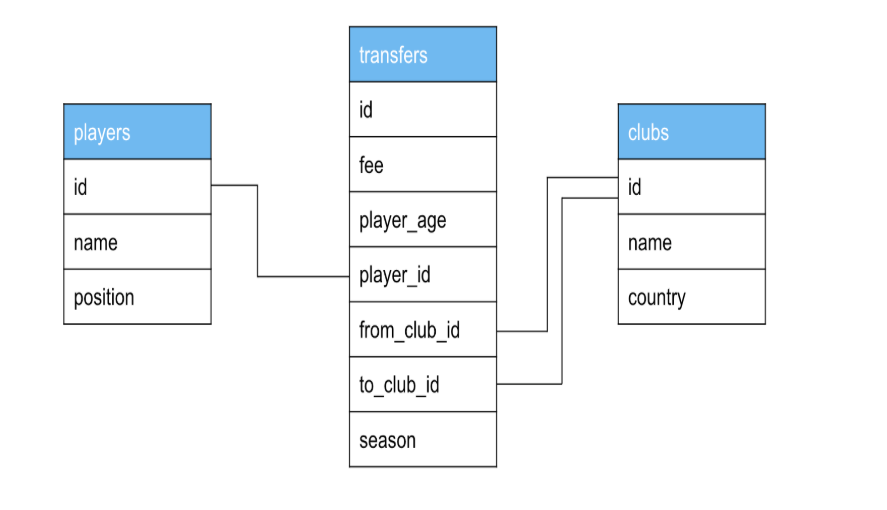 players
id
name
position
transfers
id
fee
player_age
player_id
from_club_id
to_club_id
season
clubs
id
name
country